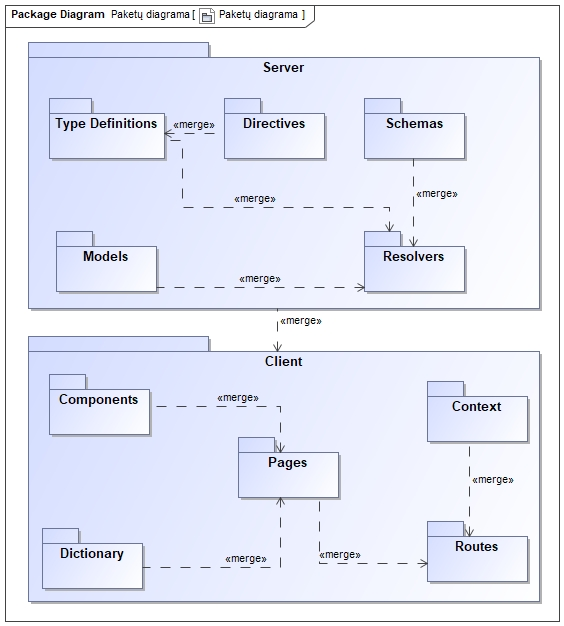 Package Diagram Paketų diagrama [ Paketų diagrama ]
Server
Type Definitions
«merge»
Directives
Schemas
«merge»
«merge»
Models
Resolvers
«merge»
«merge»
Client
Components
«merge»
Context
Pages
«merge»
Dictionary
«merge»
«merge»
Routes